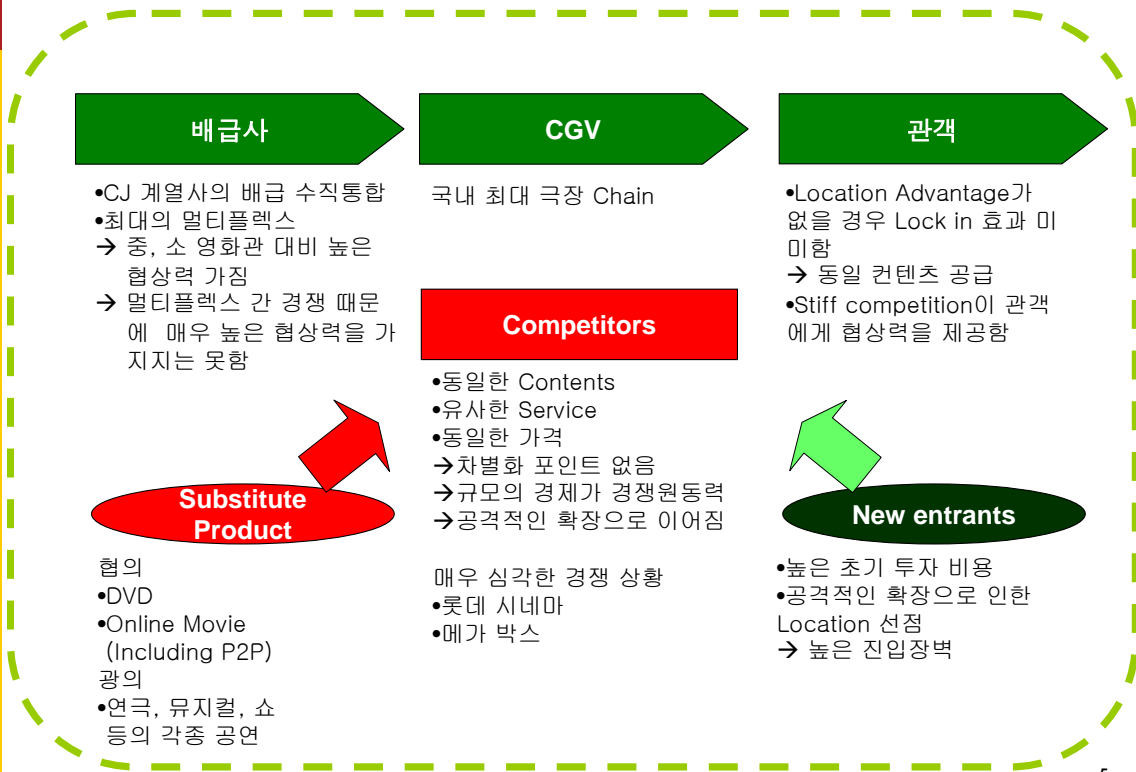 배급사
•CJ 계열사의 배급 수직통합
•최대의 멀티플렉스
→ 중, 소 영화관 대비 높은
협상력 가짐
→ 멀티플렉스 간 경쟁 때문
에 매우 높은 협상력을 가
지지는 못함
CGV
국내 최대 극장 Chain
관객
•Location Advantage가
없을 경우 Lock in 효과 미
미함
→ 동일 컨텐츠 공급
•Stiff competition이 관객
에게 협상력을 제공함
Competitors
•동일한 Contents
•유사한 Service
•동일한 가격
→차별화 포인트 없음
→규모의 경제가 경쟁원동력
→공격적인 확장으로 이어짐
매우 심각한 경쟁 상황
•롯데 시네마
•메가 박스
Substitute
Product
협의
•DVD
•Online Movie
(Including P2P)
광의
•연극, 뮤지컬, 쇼
등의 각종 공연
New entrants
•높은 초기 투자 비용
•공격적인 확장으로 인한
Location 선점
→ 높은 진입장벽